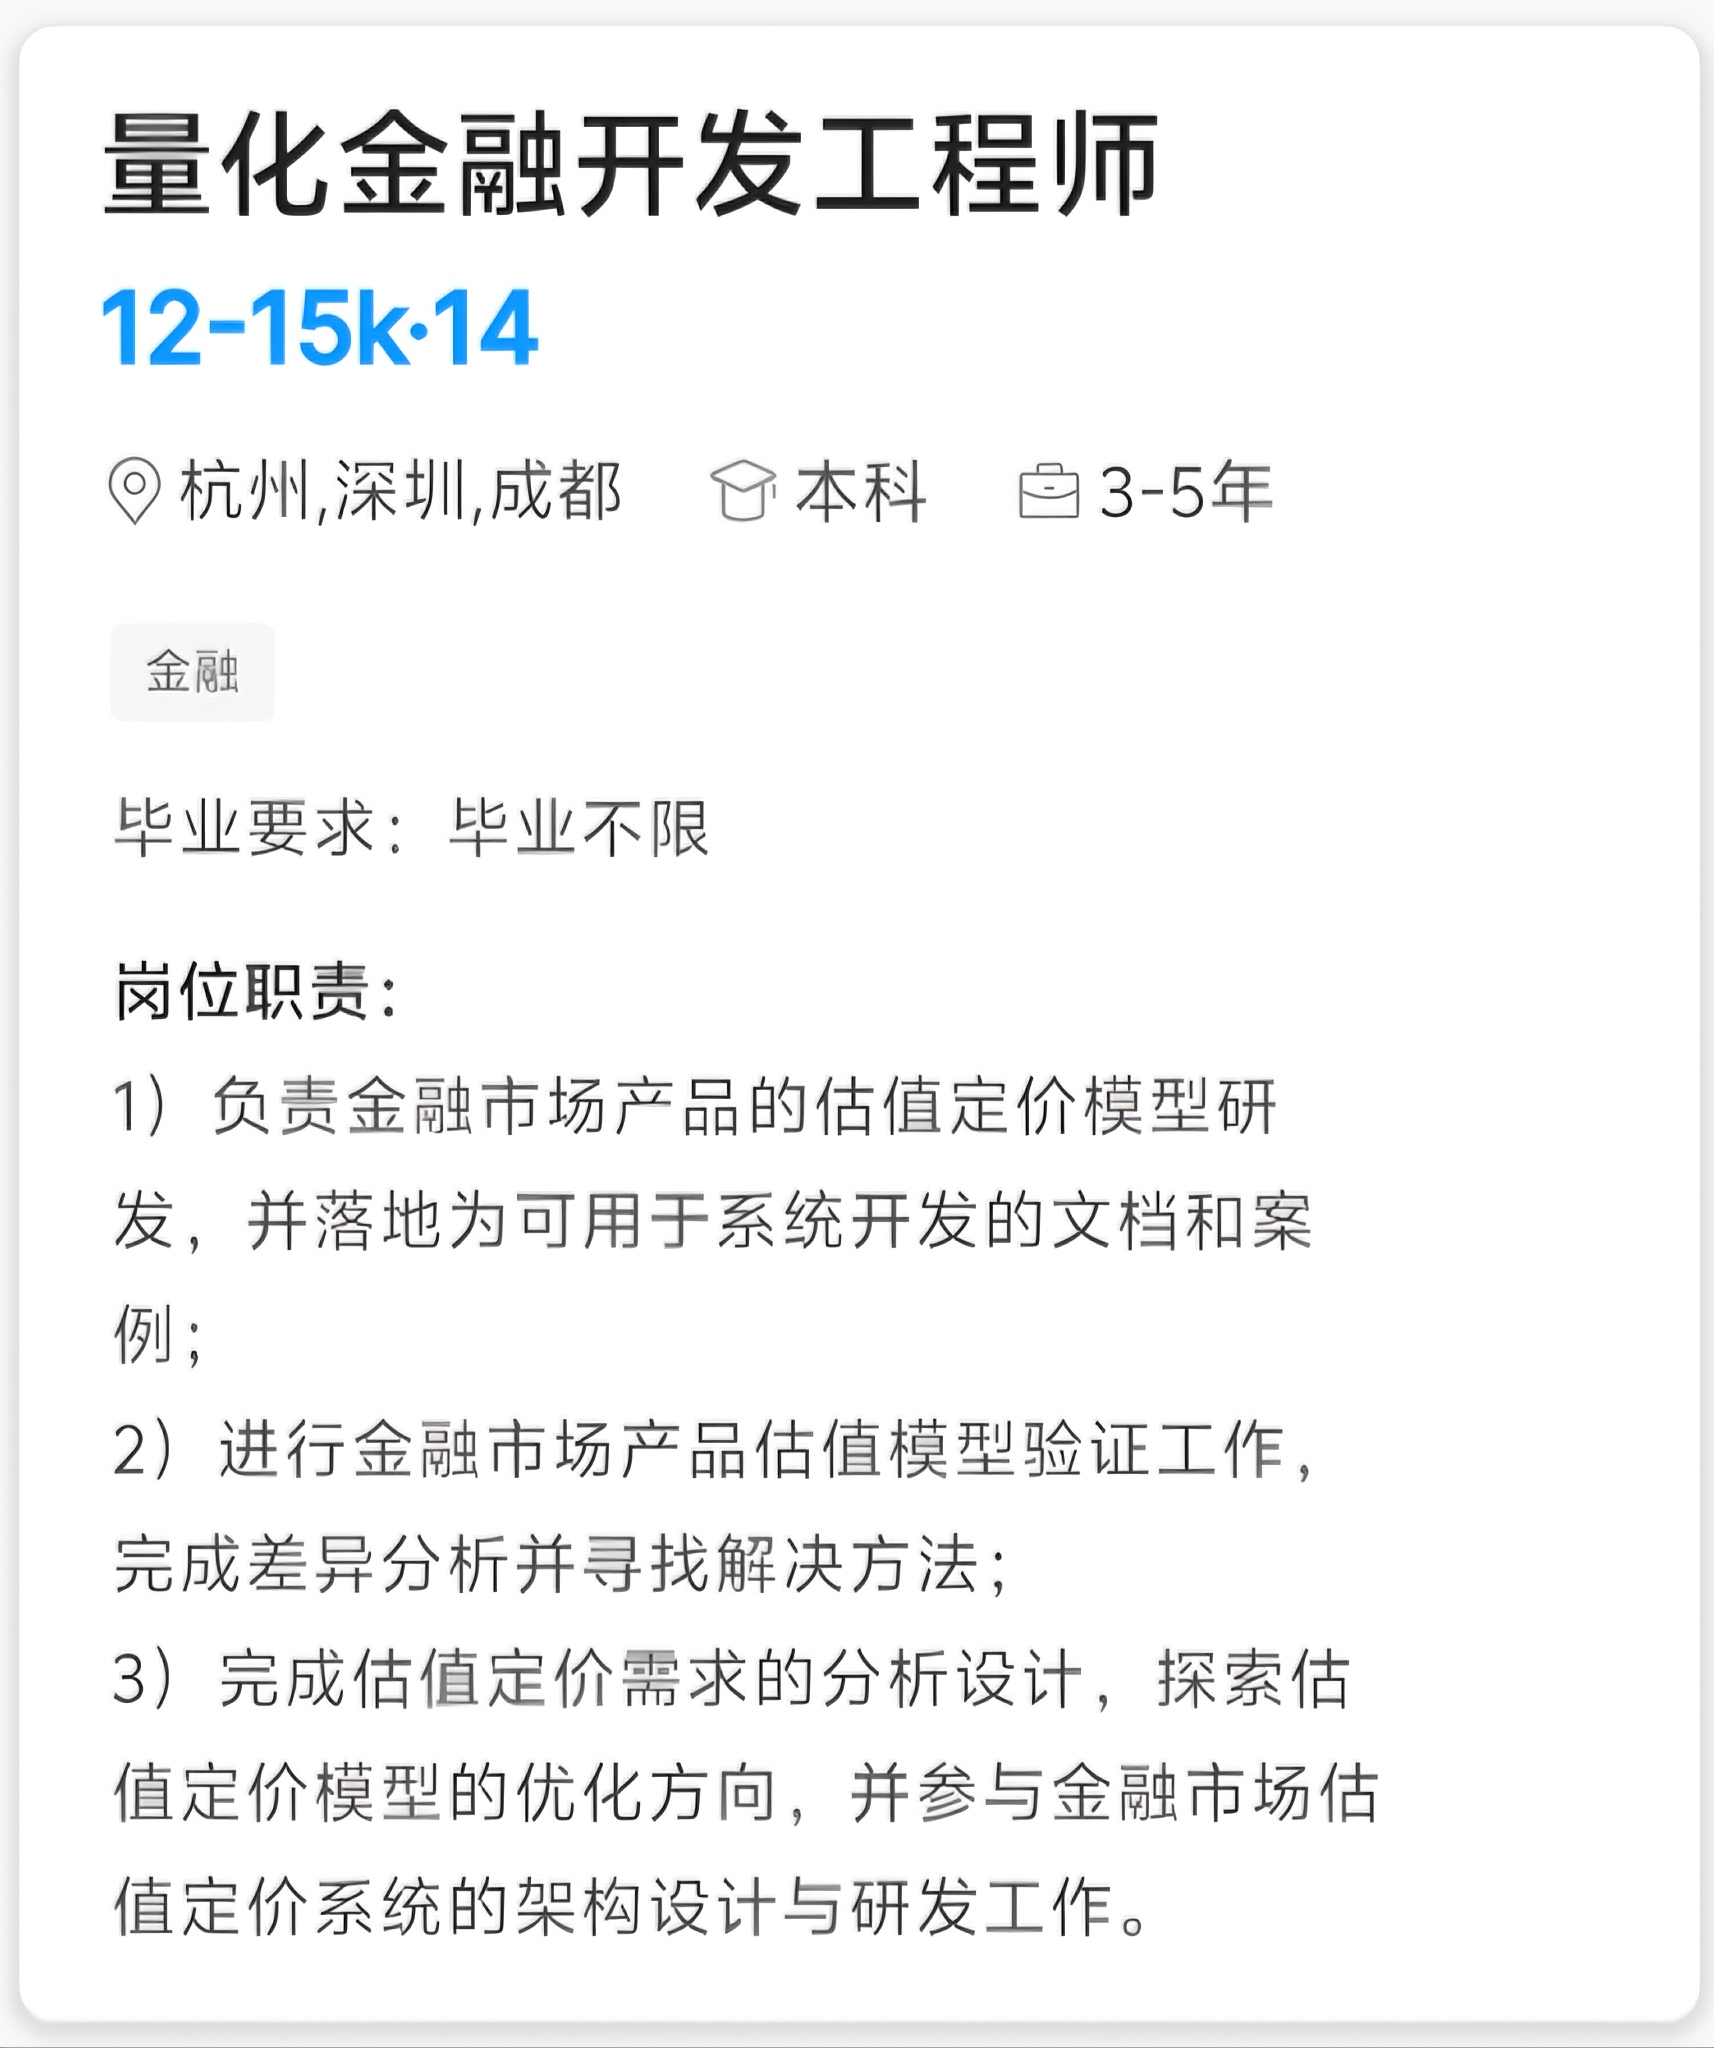 量化金融开发工程师
12-15k·14
杭州,深圳,成都 本科 3-5年
金融
毕业要求：毕业不限
岗位职责：
1）负责金融市场产品的估值定价模型研
发，并落地为可用于系统开发的文档和案
例；
2）进行金融市场产品估值模型验证工作，
完成差异分析并寻找解决方法；
3）完成估值定价需求的分析设计，探索估
值定价模型的优化方向，并参与金融市场估
值定价系统的架构设计与研发工作。